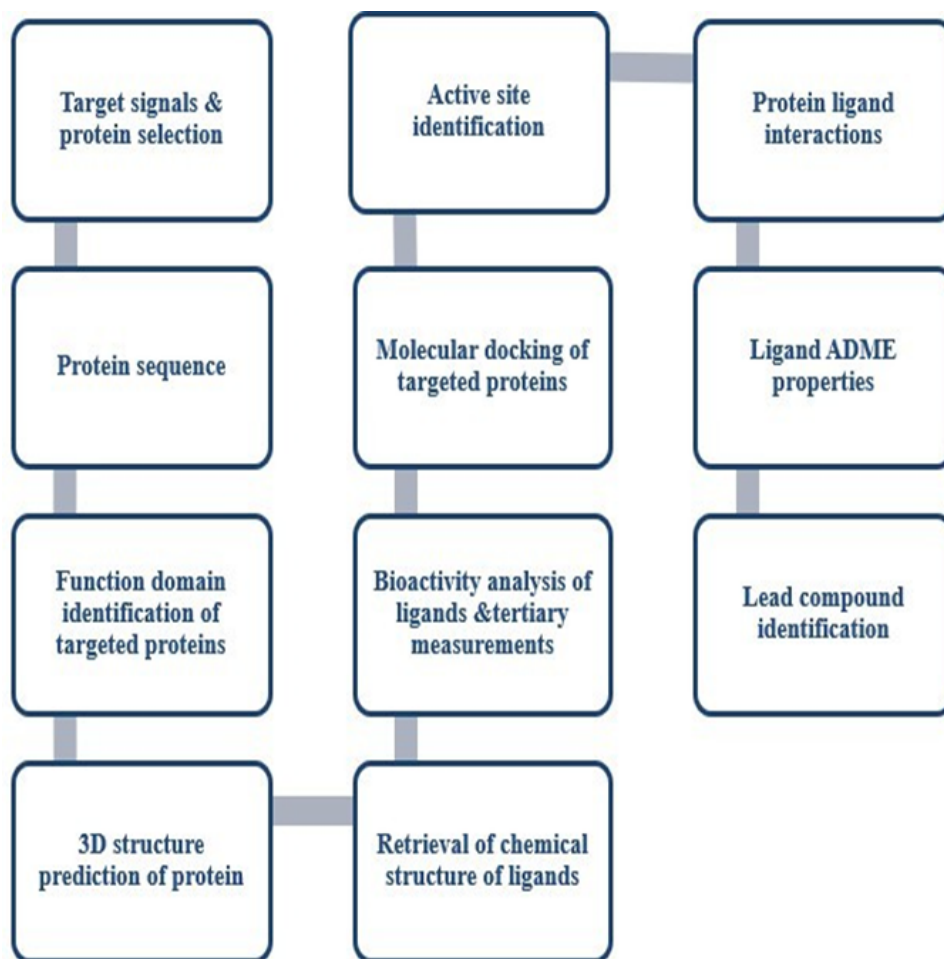 Target signals &
protein selection
Protein sequence
Function domain
identification of
targeted proteins
3D structure
prediction of protein
Retrieval of chemical
structure of ligands
Bioactivity analysis of
ligands &tertiary
measurements
Molecular docking of
targeted proteins
Active site
identification
Protein ligand
interactions
Ligand ADME
properties
Lead compound
identification